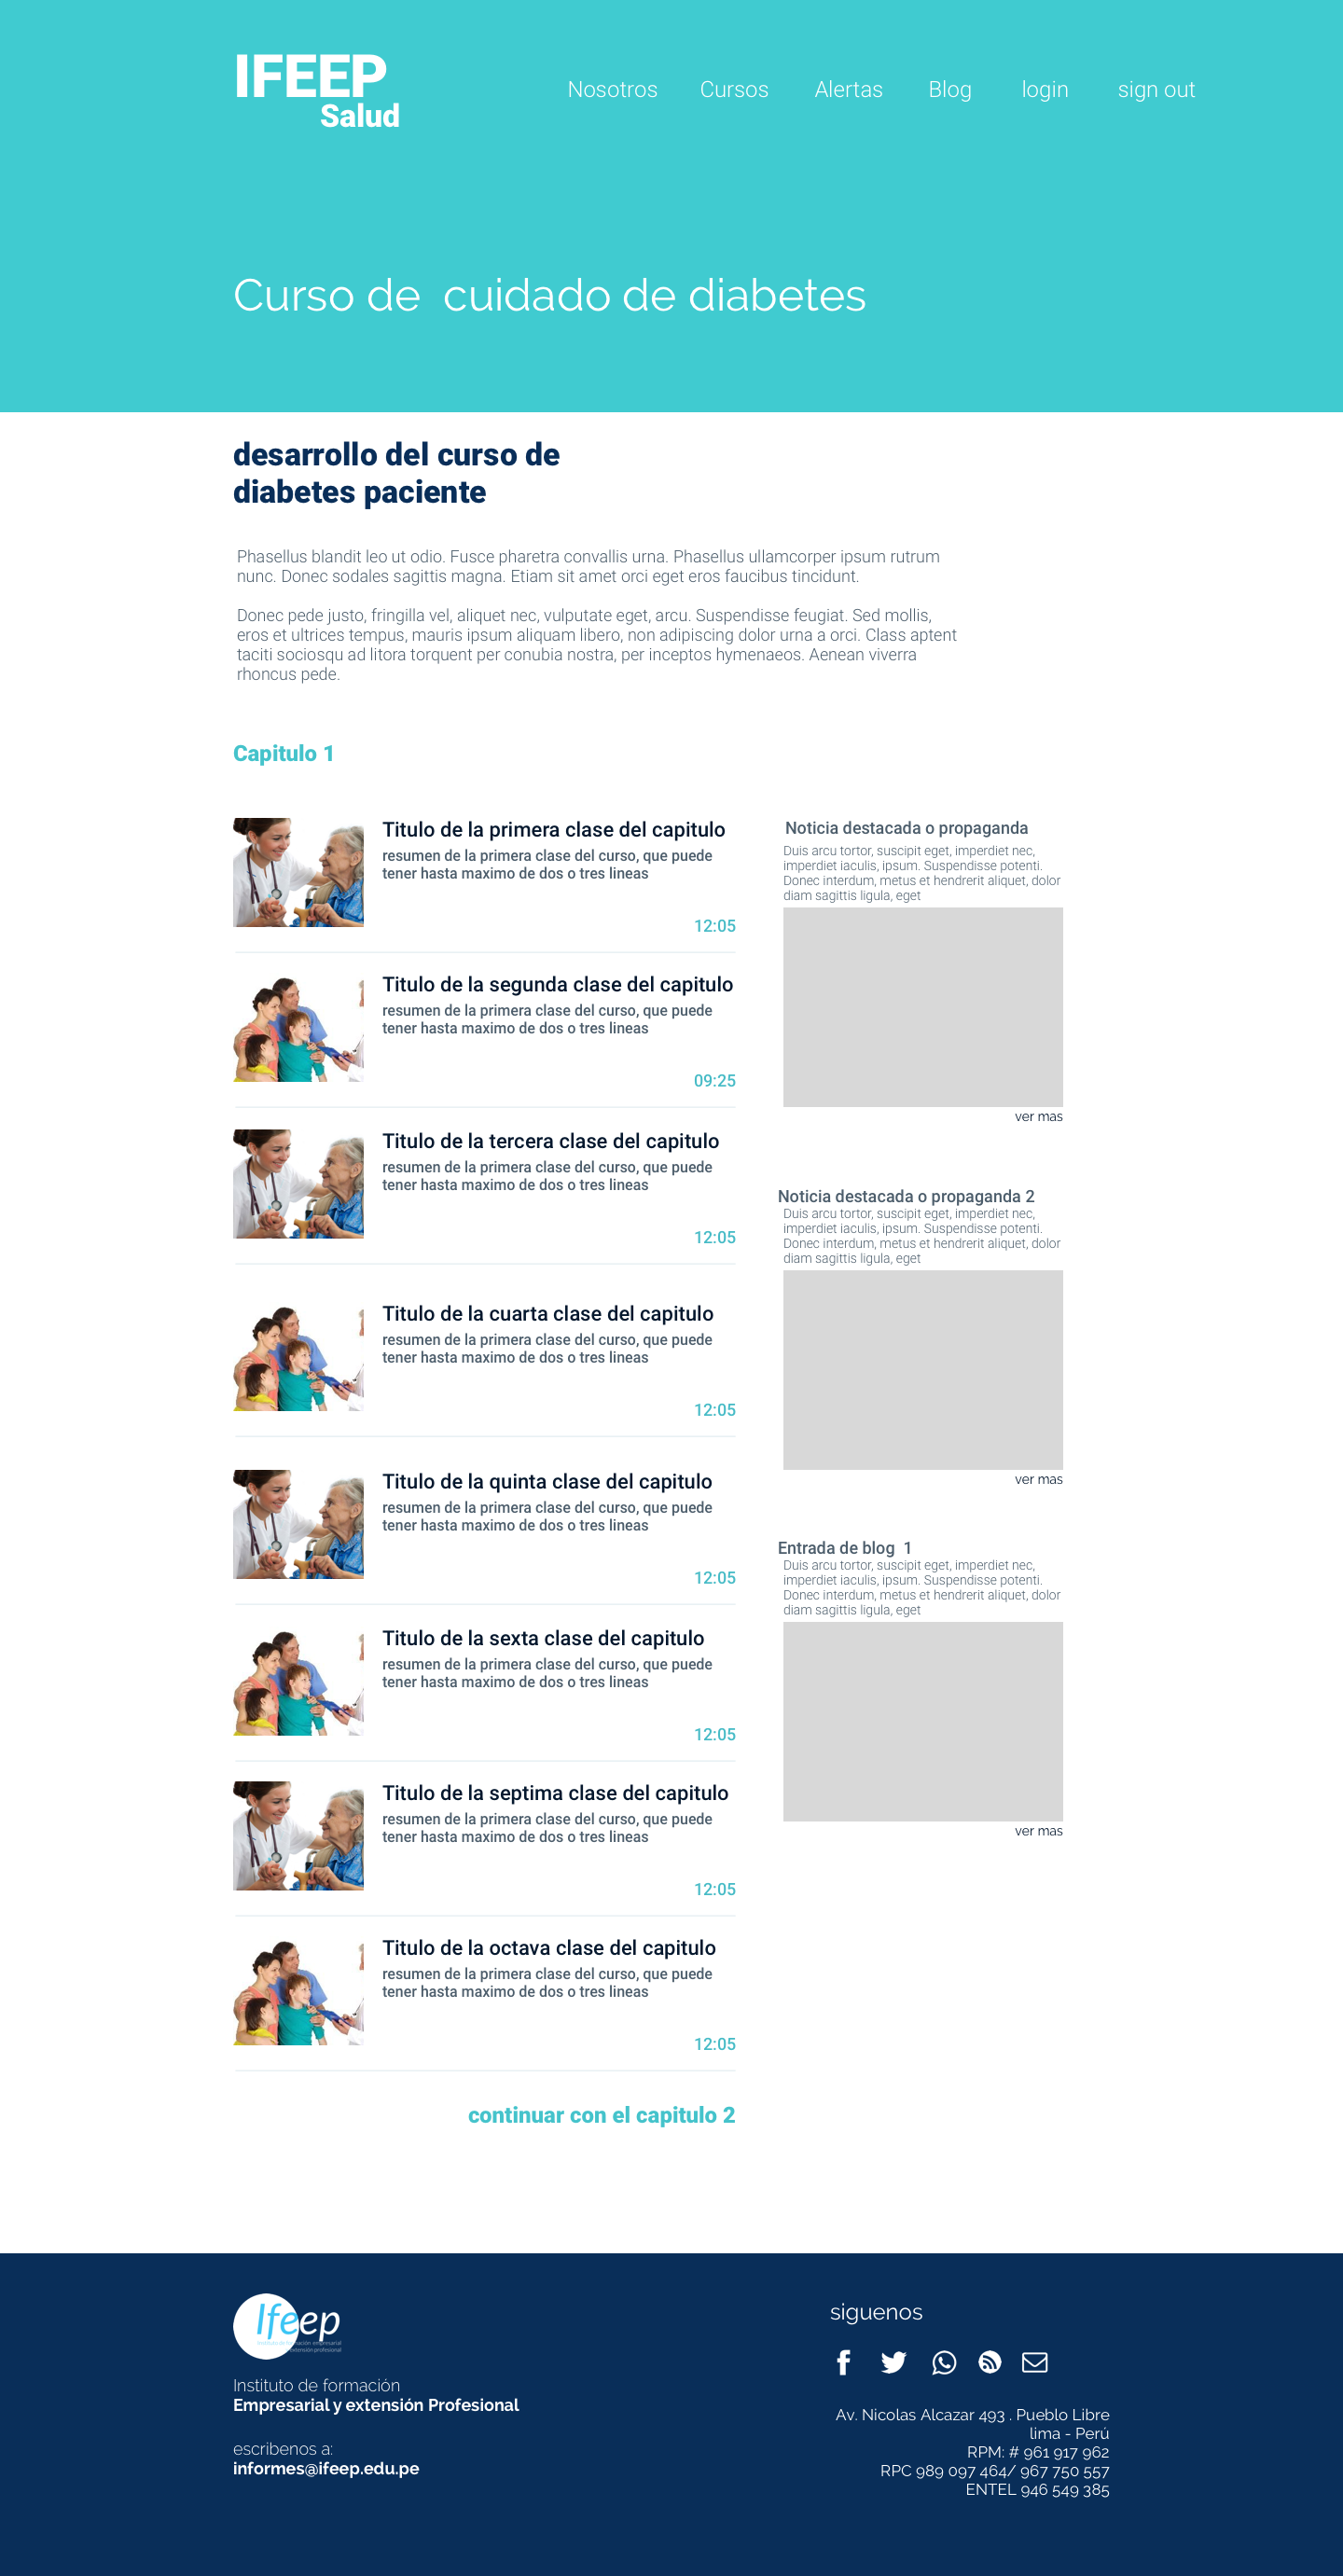 IFEEP
Salud
Nosotros Cursos Alertas Blog login sign out
Curso de cuidado de diabetes
desarrollo del curso de
diabetes paciente
Phasellus blandit leo ut odio. Fusce pharetra convallis urna. Phasellus ullamcorper ipsum rutrum
nunc. Donec sodales sagittis magna. Etiam sit amet orci eget eros faucibus tincidunt.
Donec pede justo, fringilla vel, aliquet nec, vulputate eget, arcu. Suspendisse feugiat. Sed mollis,
eros et ultrices tempus, mauris ipsum aliquam libero, non adipiscing dolor urna a orci. Class aptent
taciti sociosqu ad litora torquent per conubia nostra, per inceptos hymenaeos. Aenean viverra
rhoncus pede.
Capitulo 1
Titulo de la primera clase del capitulo
resumen de la primera clase del curso, que puede
tener hasta maximo de dos o tres lineas
12:05
Titulo de la segunda clase del capitulo
resumen de la primera clase del curso, que puede
tener hasta maximo de dos o tres lineas
09:25
Titulo de la tercera clase del capitulo
resumen de la primera clase del curso, que puede
tener hasta maximo de dos o tres lineas
12:05
Titulo de la cuarta clase del capitulo
resumen de la primera clase del curso, que puede
tener hasta maximo de dos o tres lineas
12:05
Titulo de la quinta clase del capitulo
resumen de la primera clase del curso, que puede
tener hasta maximo de dos o tres lineas
12:05
Titulo de la sexta clase del capitulo
resumen de la primera clase del curso, que puede
tener hasta maximo de dos o tres lineas
12:05
Titulo de la septima clase del capitulo
resumen de la primera clase del curso, que puede
tener hasta maximo de dos o tres lineas
12:05
Titulo de la octava clase del capitulo
resumen de la primera clase del curso, que puede
tener hasta maximo de dos o tres lineas
12:05
continuar con el capitulo 2
Noticia destacada o propaganda
Duis arcu tortor, suscipit eget, imperdiet nec,
imperdiet iaculis, ipsum. Suspendisse potenti.
Donec interdum, metus et hendrerit aliquet, dolor
diam sagittis ligula, eget
ver mas
Noticia destacada o propaganda 2
Duis arcu tortor, suscipit eget, imperdiet nec,
imperdiet iaculis, ipsum. Suspendisse potenti.
Donec interdum, metus et hendrerit aliquet, dolor
diam sagittis ligula, eget
ver mas
Entrada de blog 1
Duis arcu tortor, suscipit eget, imperdiet nec,
imperdiet iaculis, ipsum. Suspendisse potenti.
Donec interdum, metus et hendrerit aliquet, dolor
diam sagittis ligula, eget
ver mas
Ifeep
Instituto de formación
Empresarial y extensión Profesional
escribenos a:
informes@ifeep.edu.pe
siguenos
Av. Nicolas Alcazar 493 . Pueblo Libre
lima - Perú
RPM: # 961 917 962
RPC 989 097 464/ 967 750 557
ENTEL 946 549 385